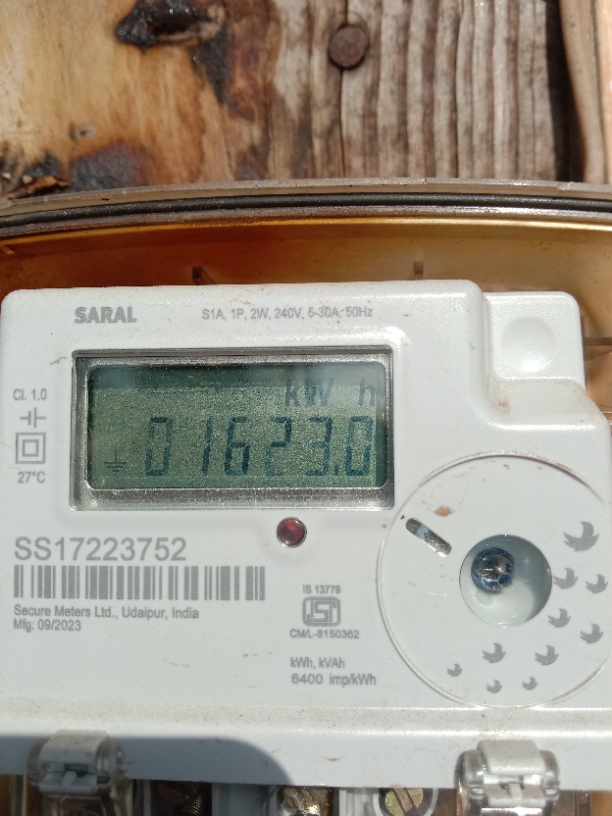 SARAL
S1A, 1P, 2W, 240V, 5-30A, 50Hz
Cl. 1.0
27°C
kW h
01623.0
SS17223752
Secure Meters Ltd., Udaipur, India
Mfg: 09/2023
IS 13779
ISI
CM/L-8150362
kWh, kVAh
6400 imp/kWh